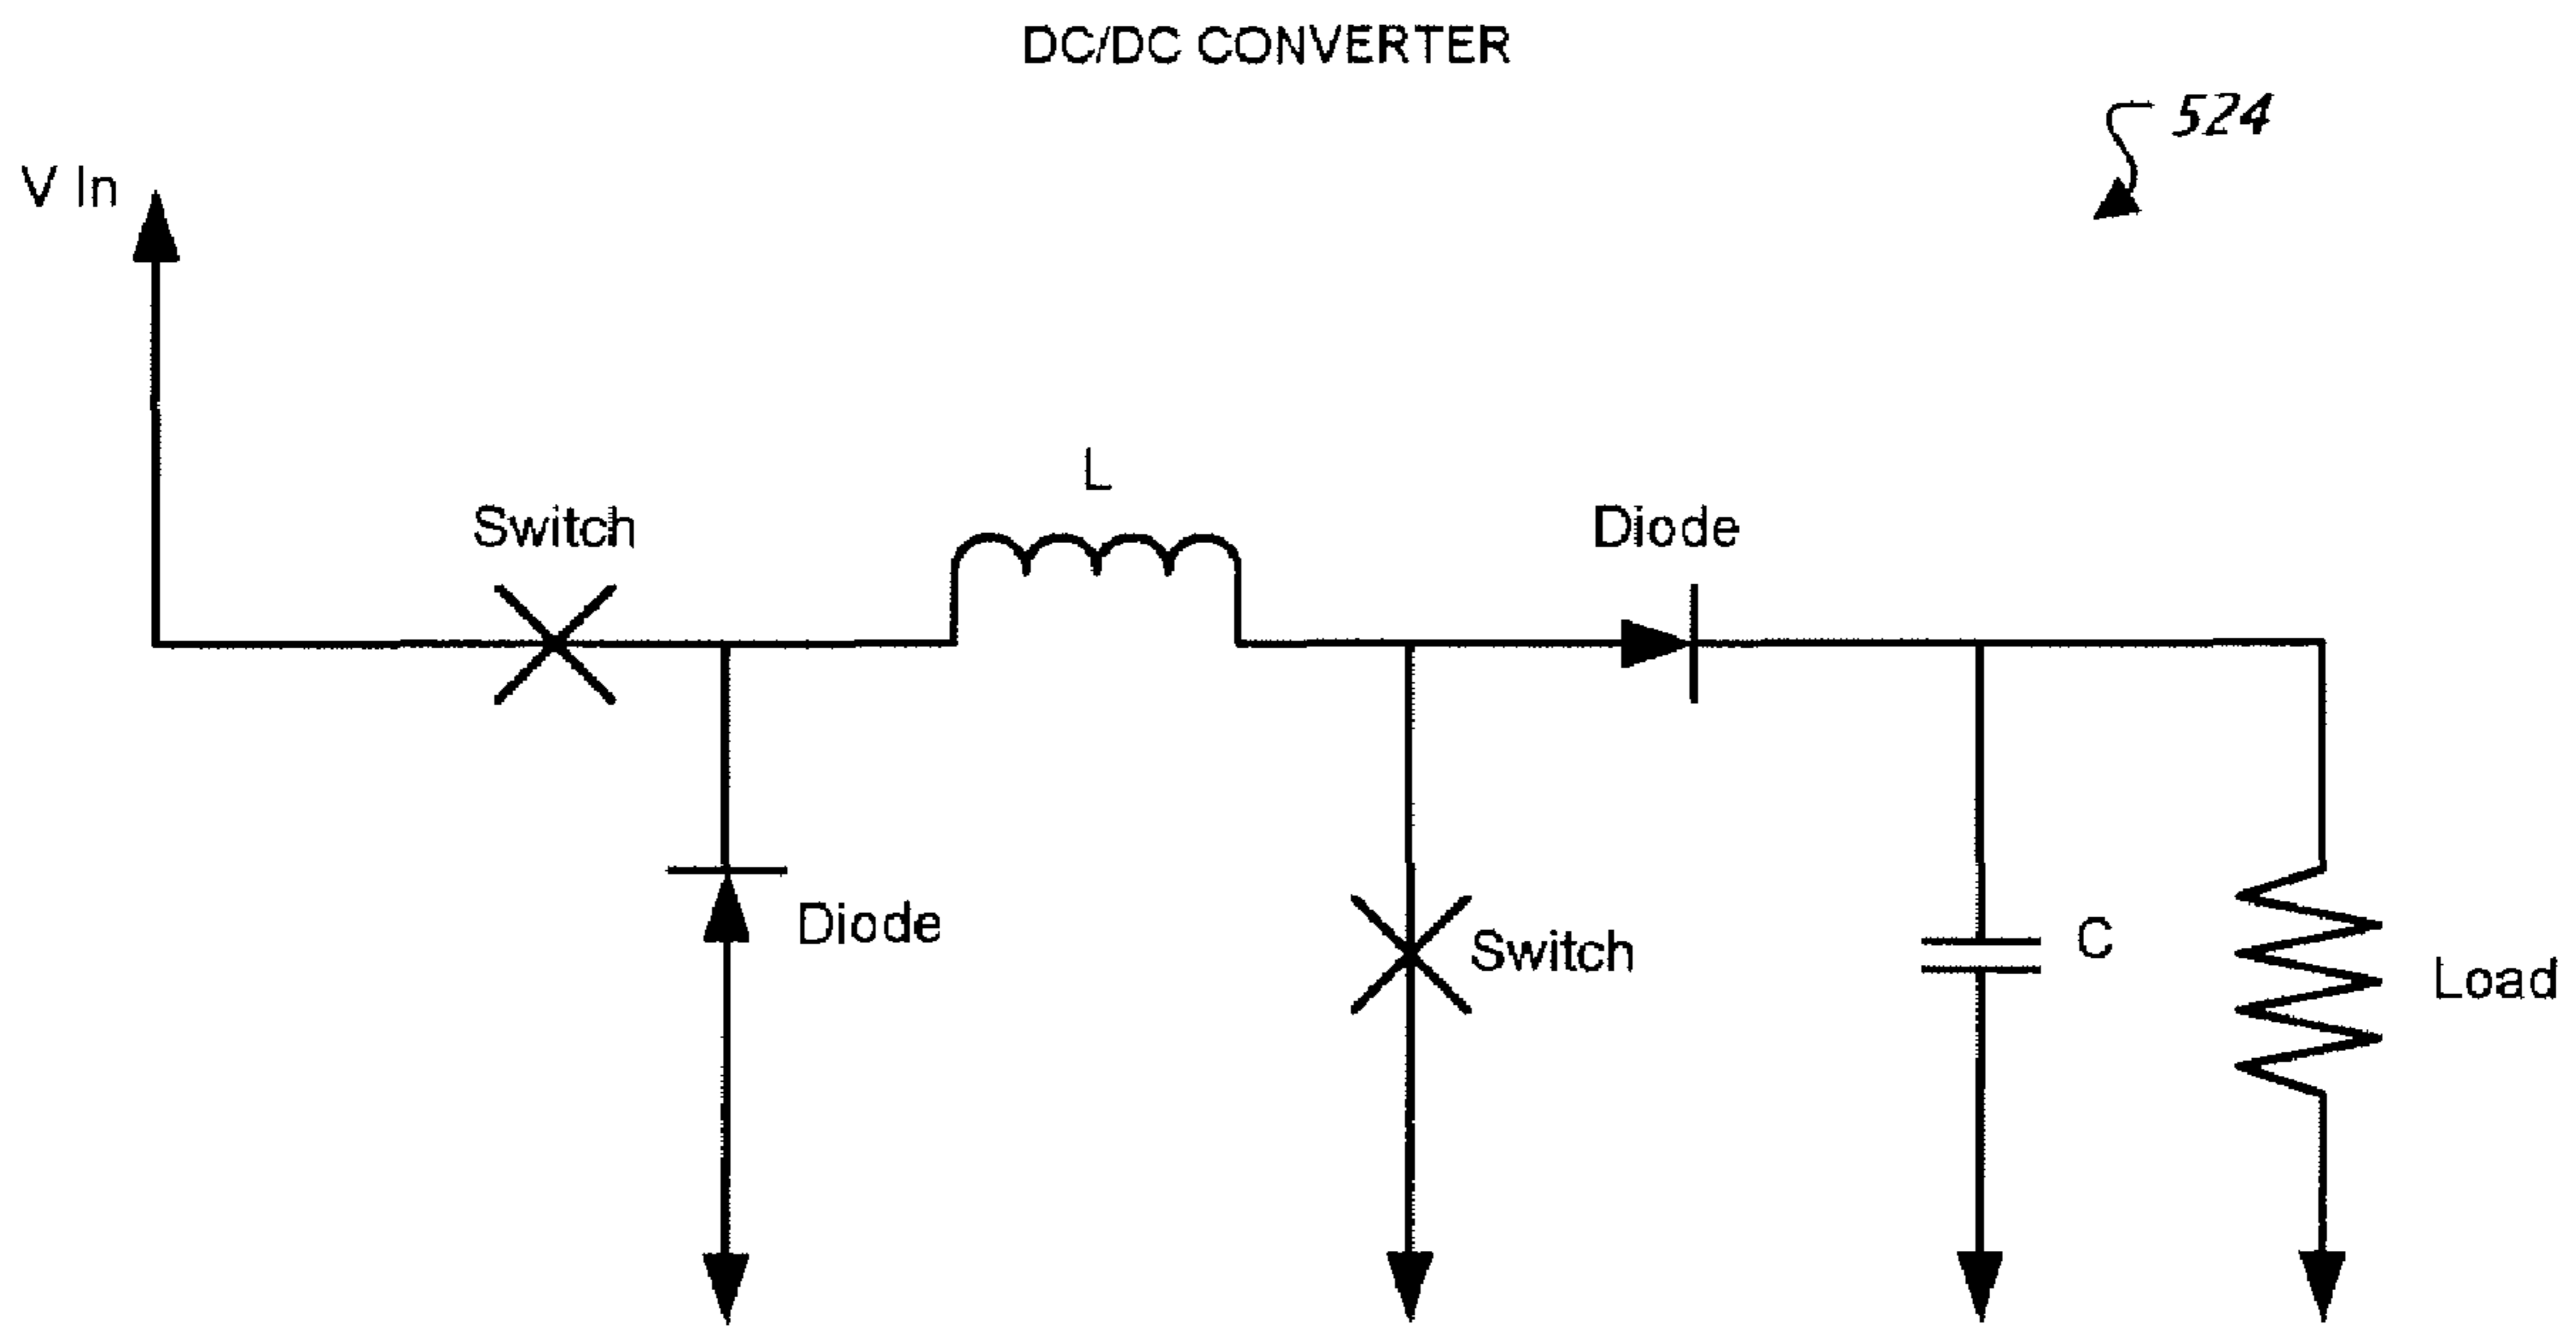 DC/DC CONVERTER
524
V In
L
Switch
Diode
Diode
Switch
C
Load